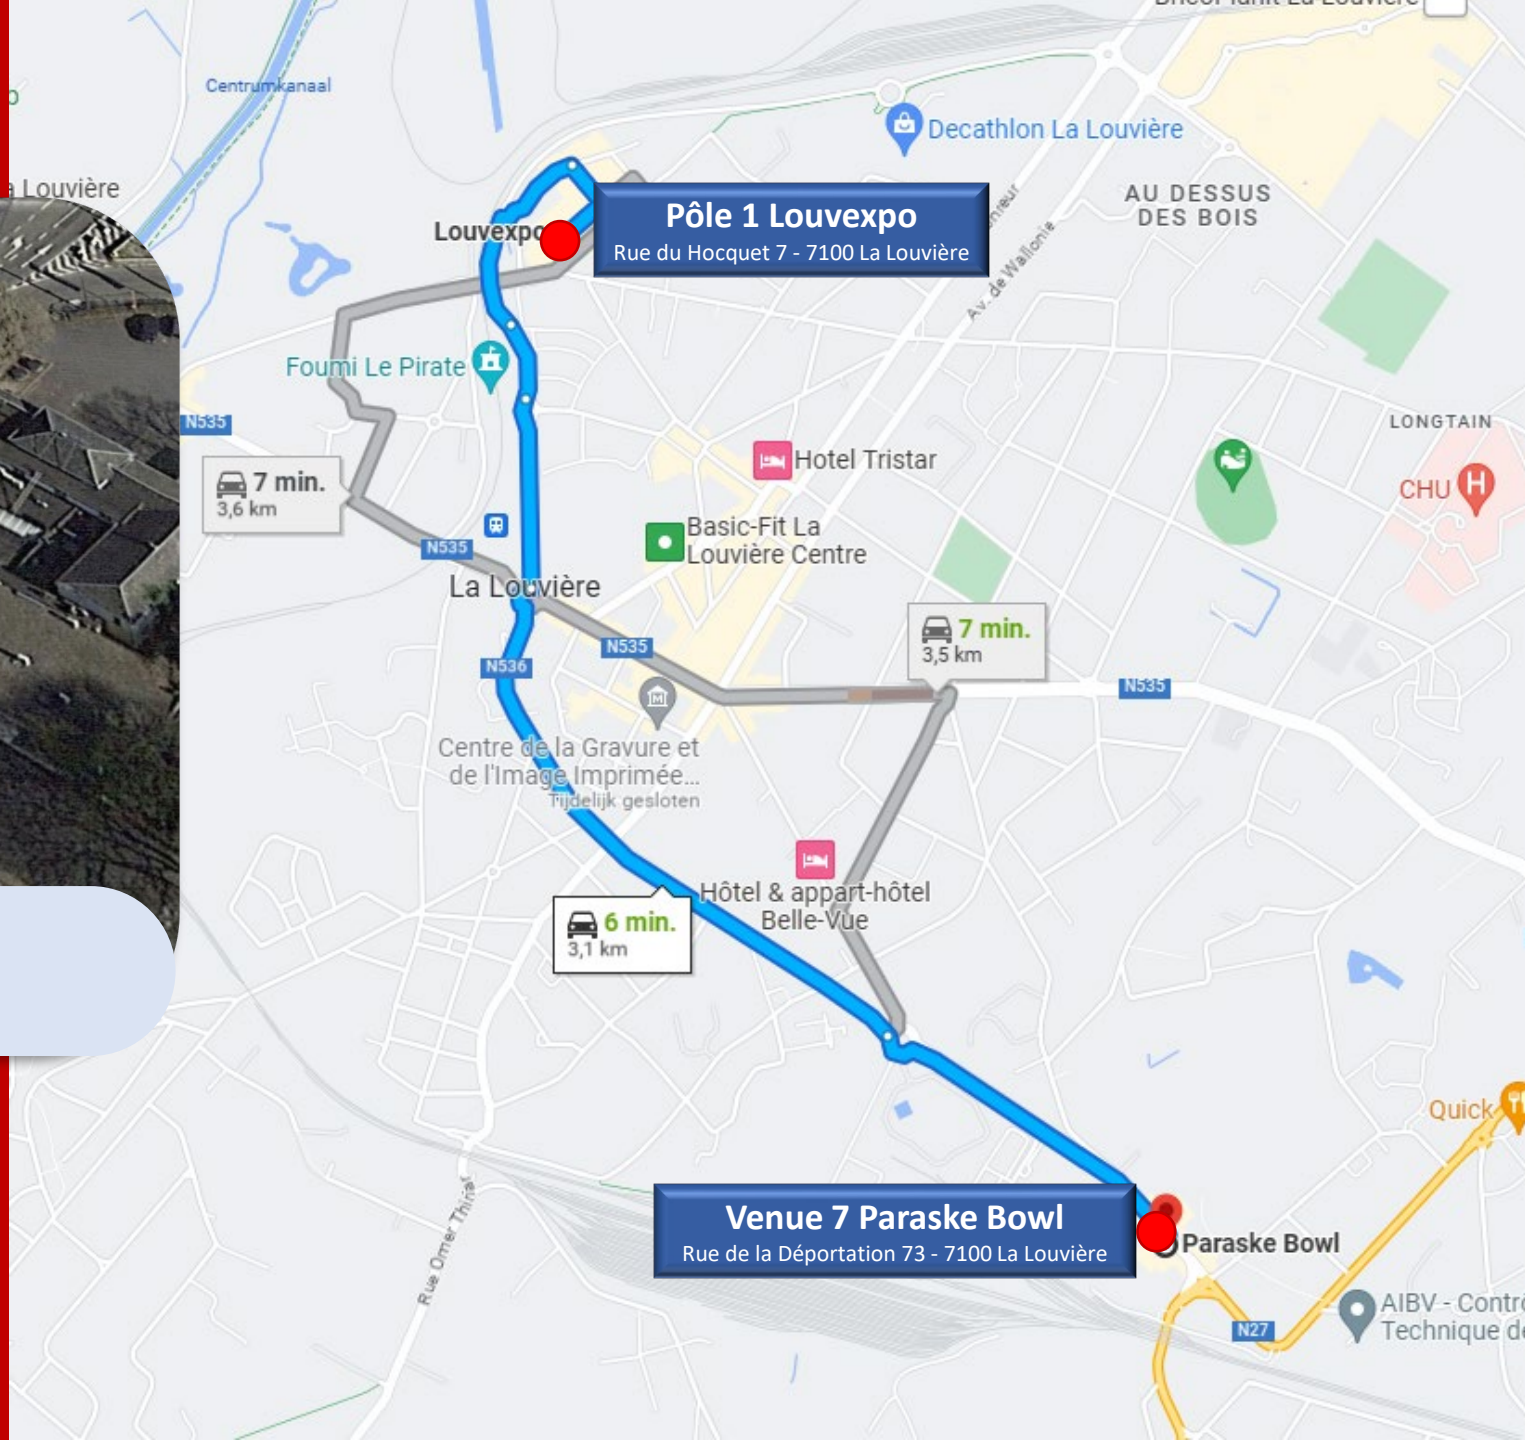 Centrumkanaal
Decathlon La Louvière
Louvière
AU DESSUS
DES BOIS
Pôle 1 Louvexpo
Rue du Hocquet 7 - 7100 La Louvière
Louvexpo
Av. de Wallonie
Foumi Le Pirate
N535
LONGTAIN
Hotel Tristar
7 min.
3,6 km
CHU
H
Basic-Fit La
Louvière Centre
N535
La Louvière
7 min.
3,5 km
N535
N536
N535
Centre de la Gravure et
de l'Image Imprimée...
Tijdelijk gesloten
Hôtel & appart-hôtel
Belle-Vue
6 min.
3,1 km
Quick
Rue Omer Thiriar
Venue 7 Paraske Bowl
Rue de la Déportation 73 - 7100 La Louvière
Paraske Bowl
AIBV - Contrô
Technique de
N27